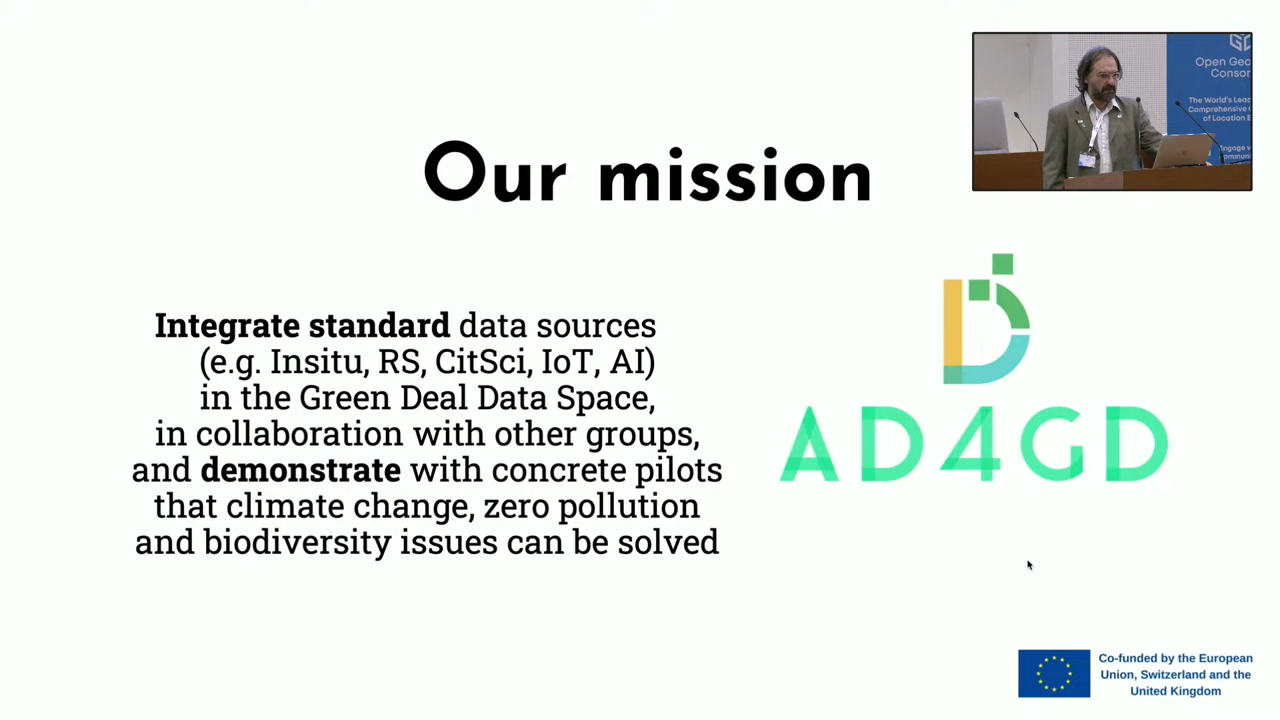 Our mission
Integrate standard data sources
(e.g. Insitu, RS, CitSci, IoT, AI)
in the Green Deal Data Space,
in collaboration with other groups,
and demonstrate with concrete pilots
that climate change, zero pollution
and biodiversity issues can be solved
AD4GD
Open Geo
Consor
The World's Lead
Comprehensive
of Location
Engage
Co-funded by the European
Union, Switzerland and the
United Kingdom